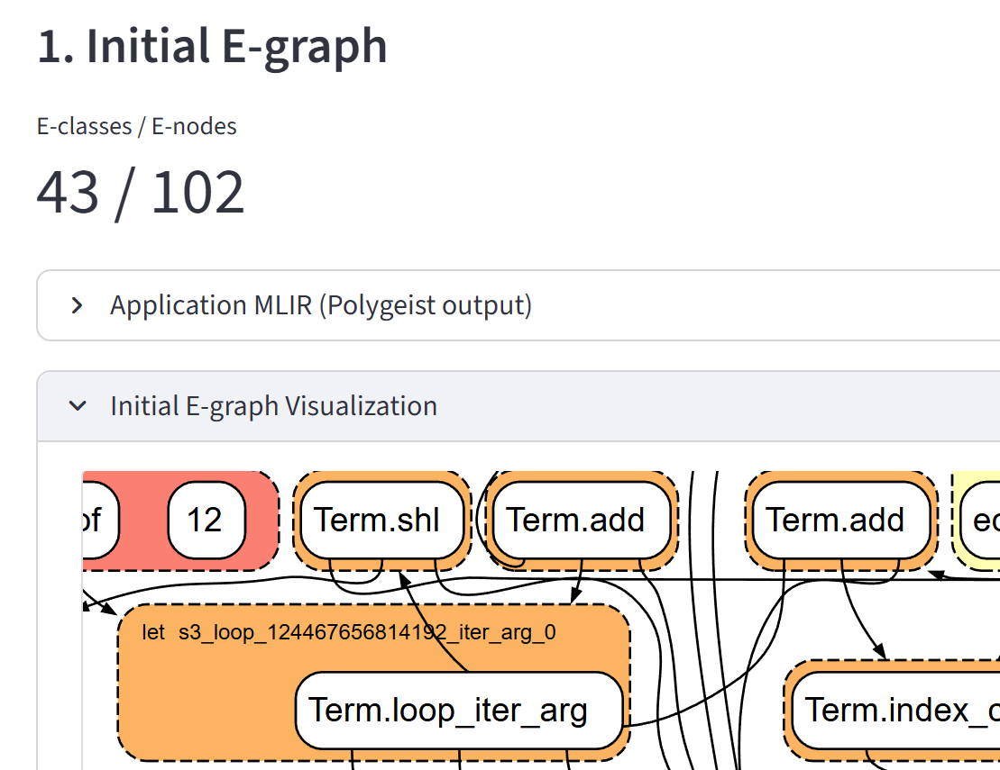 1. Initial E-graph
E-classes / E-nodes
43 / 102
Application MLIR (Polygeist output)
Initial E-graph Visualization
of 12 Term.shl Term.add Term.add
let s3_loop_124467656814192_iter_arg_0
Term.loop_iter_arg Term.index_c